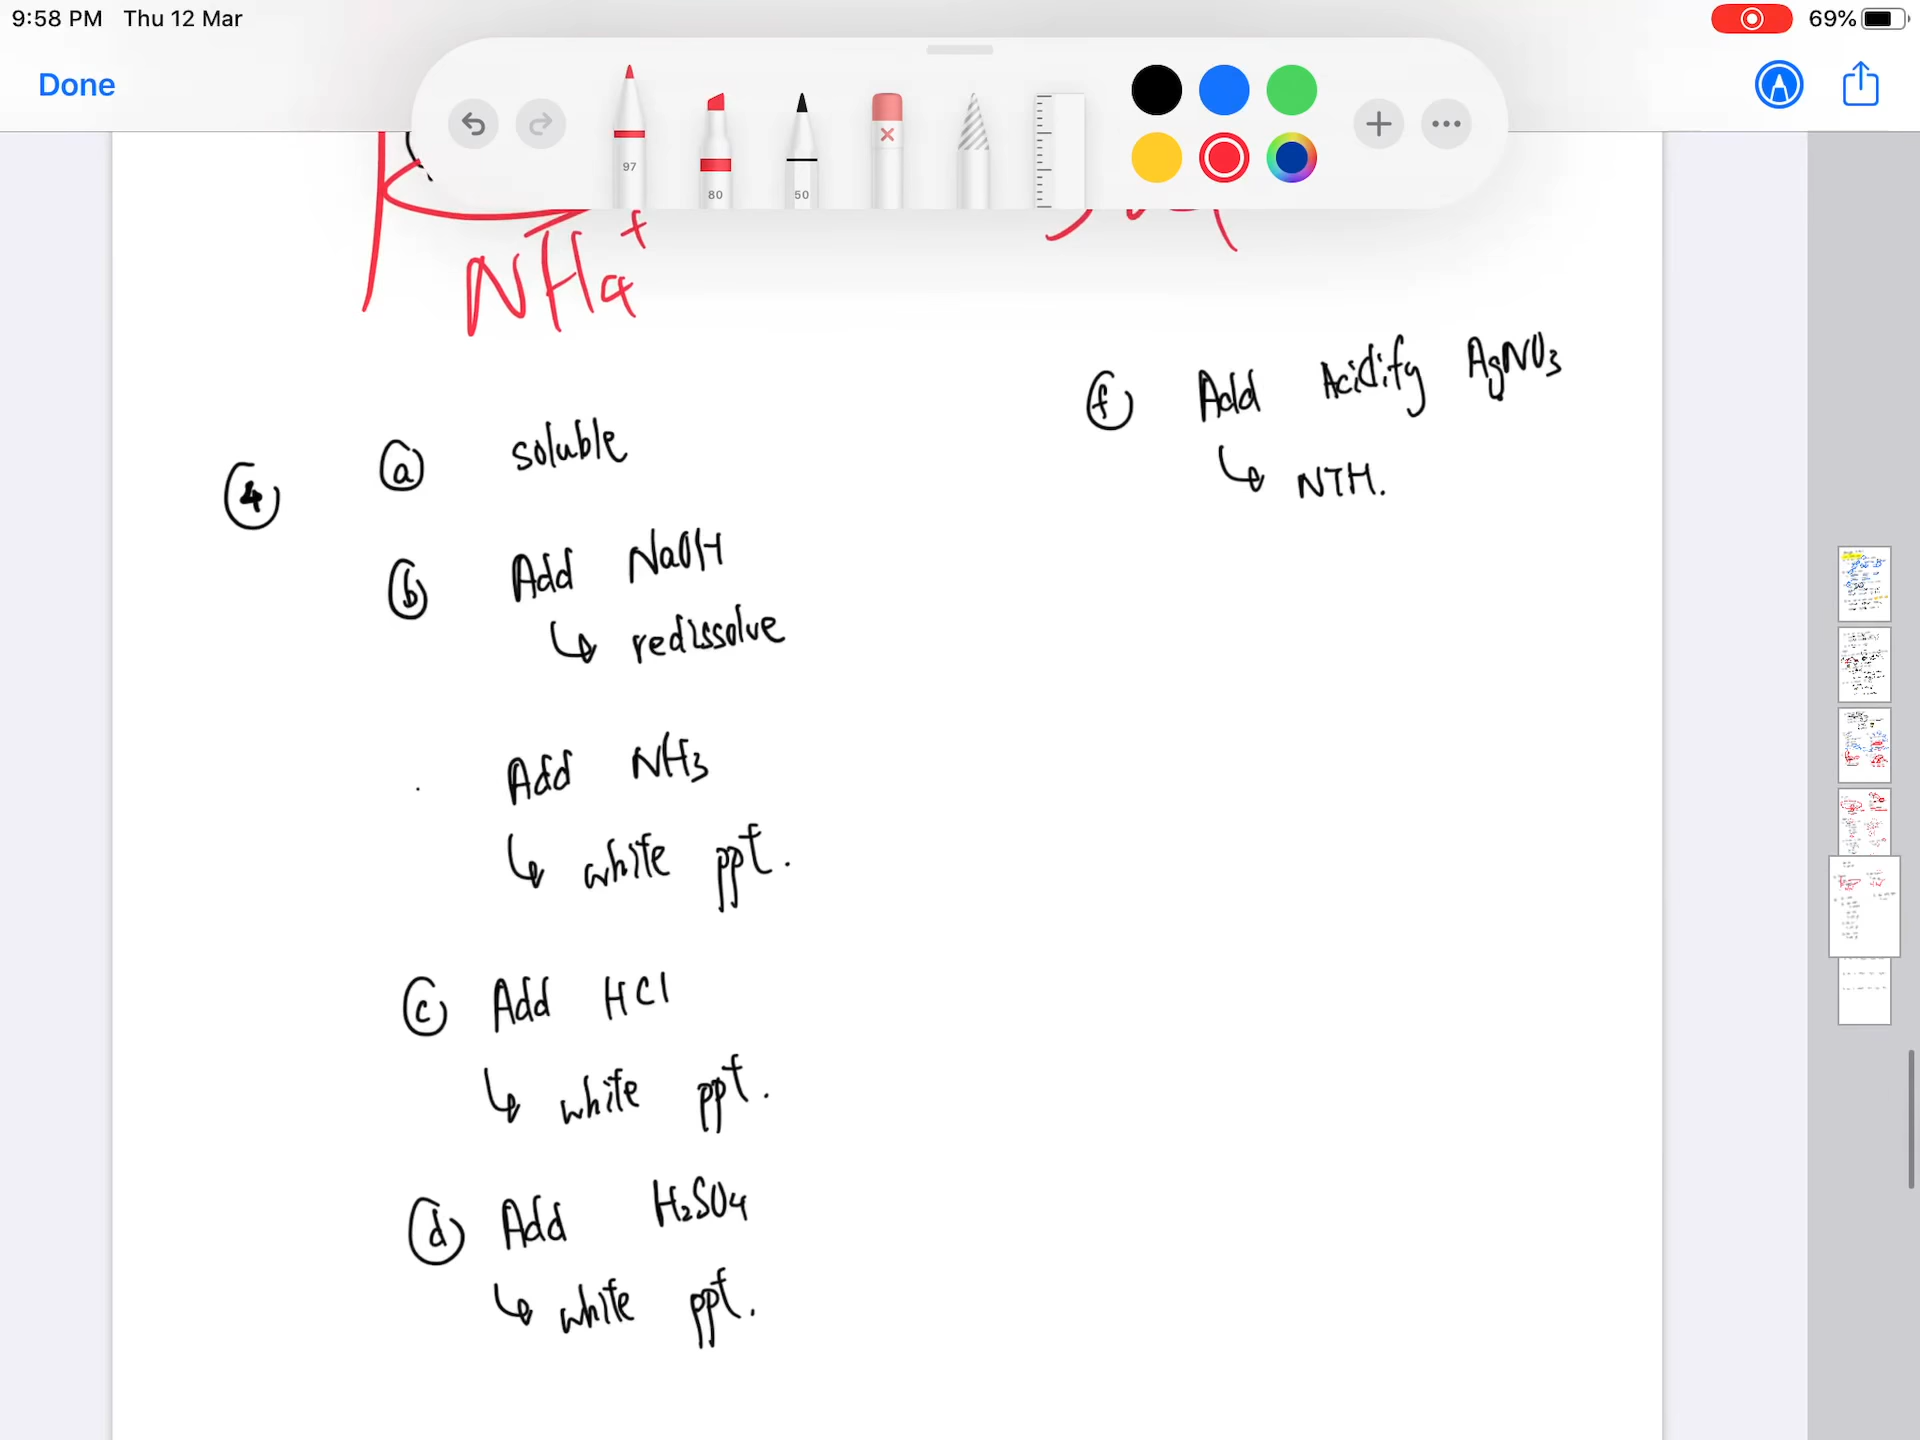 9:58 PM Thu 12 Mar
69%
Done
97
80
50
NH4+
4
a soluble
b Add NaOH
redissolve
Add NH3
white ppt.
c Add HCl
white ppt.
d Add H2SO4
white ppt.
f Add Acidify AgNO3
NTH.